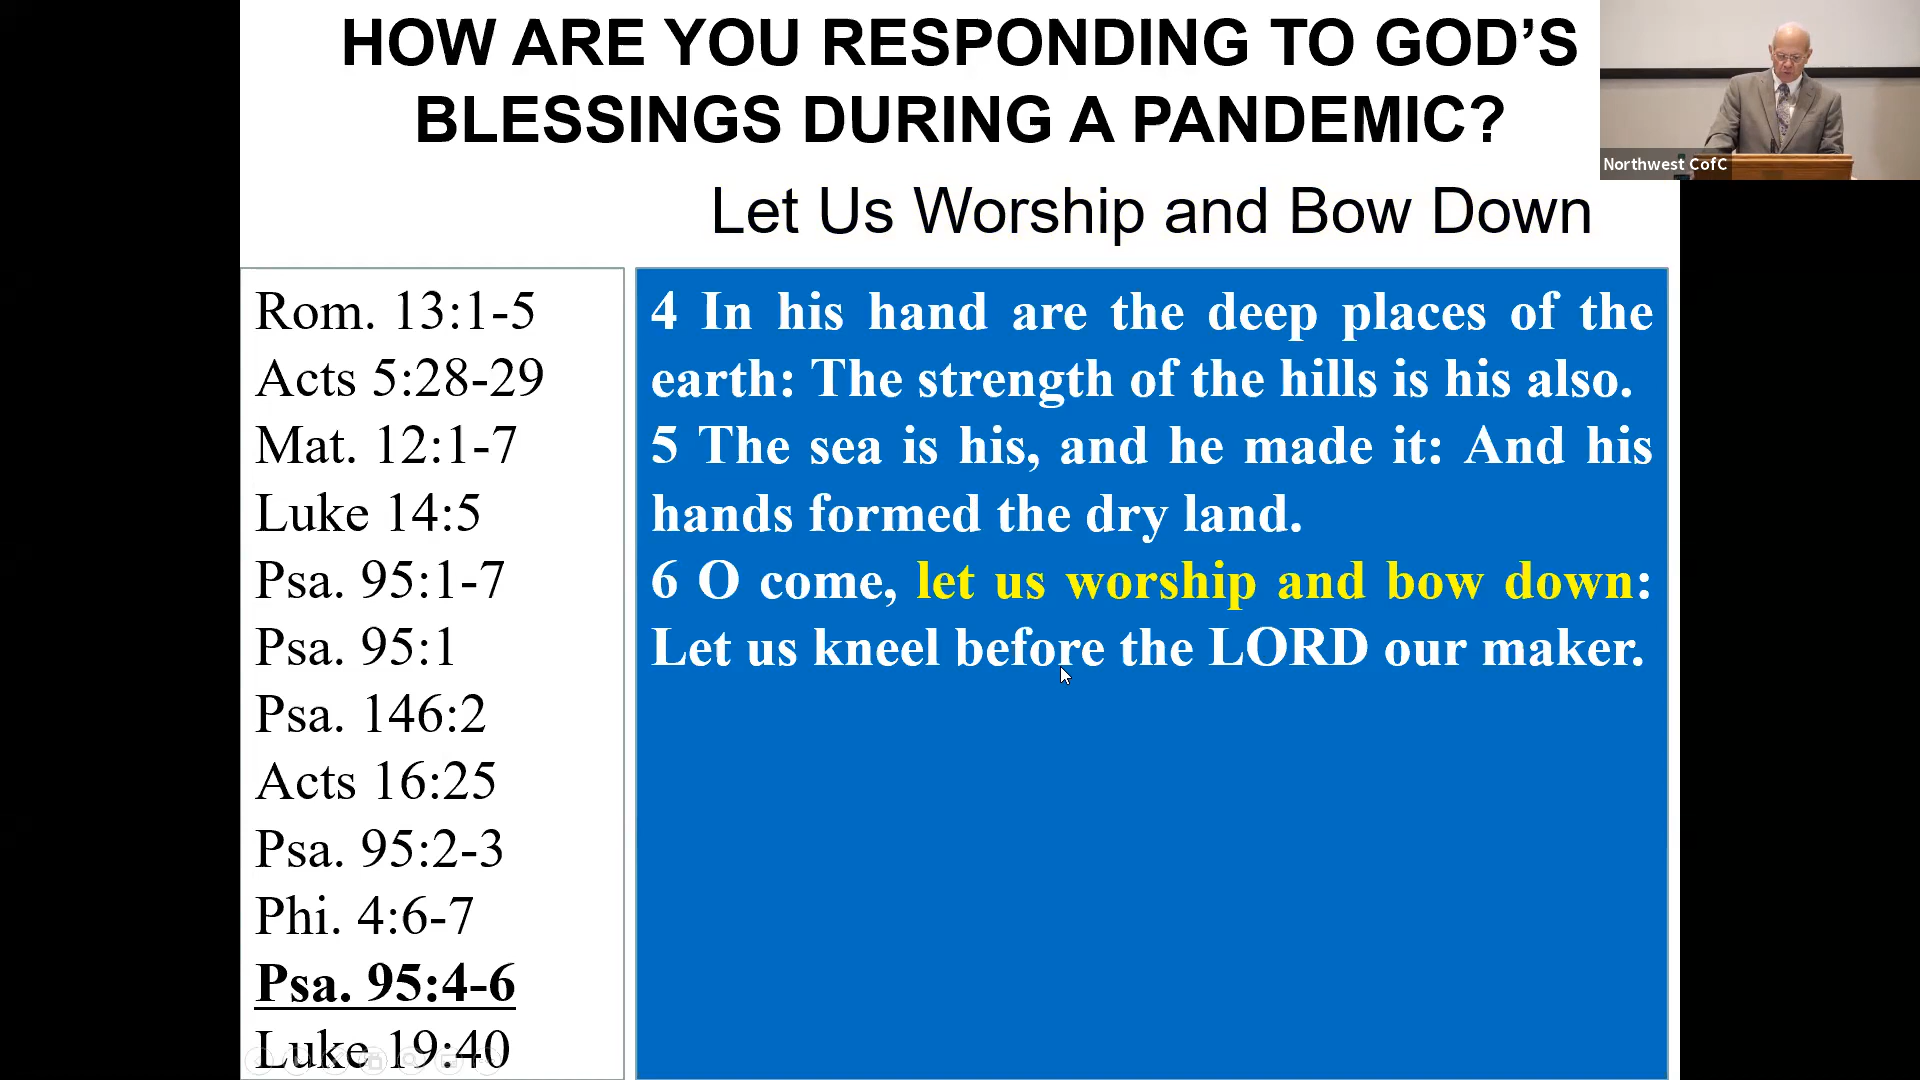 HOW ARE YOU RESPONDING TO GOD’S
BLESSINGS DURING A PANDEMIC?
Northwest CofC
Let Us Worship and Bow Down
Rom. 13:1-5
Acts 5:28-29
Mat. 12:1-7
Luke 14:5
Psa. 95:1-7
Psa. 95:1
Psa. 146:2
Acts 16:25
Psa. 95:2-3
Phi. 4:6-7
Psa. 95:4-6
Luke 19:40
4 In his hand are the deep places of the
earth: The strength of the hills is his also.
5 The sea is his, and he made it: And his
hands formed the dry land.
6 O come, let us worship and bow down:
Let us kneel before the LORD our maker.